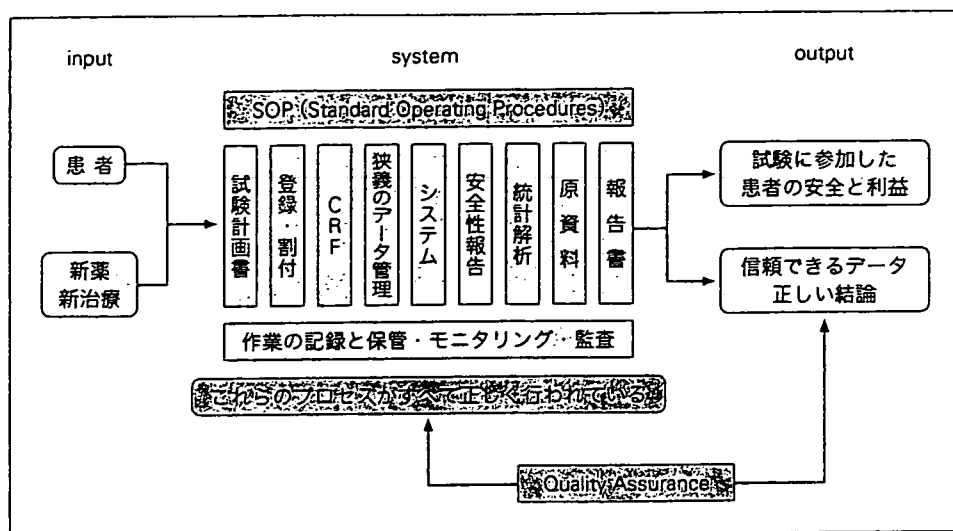 input
system
output
SOP (Standard Operating Procedures)
患者
新薬
新治療
試験計画書
登録・割付
CRF
狭義のデータ管理
システム
安全性報告
統計解析
原資料
報告書
試験に参加した
患者の安全と利益
信頼できるデータ
正しい結論
作業の記録と保管・モニタリング・監査
これらのプロセスがすべて正しく行われている
Quality Assurance